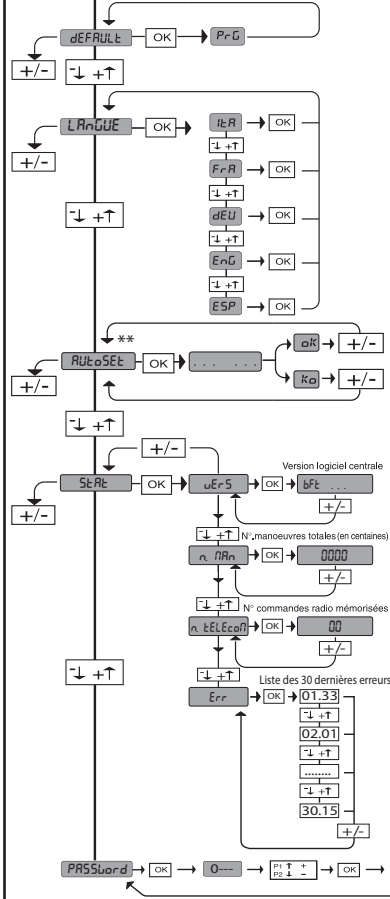 dEFAULt OK PrG
+/- -↓ +↑
LAnGUE OK ItA OK
+/- -↓ +↑
FrA OK
-↓ +↑
-↓ +↑ dEU OK
-↓ +↑
EnG OK
-↓ +↑
ESP OK
**
AUtoSEt OK .... .... oK +/-
+/- Ko +/-
-↓ +↑
+/-
Version logiciel centrale
StAt OK vErS OK bFt ...
+/- +/-
-↓ +↑ N°.manoeuvres totales (en centaines)
n. MAn OK 0000
+/-
-↓ +↑ N° commandes radio mémorisées
n. tELEcoM OK 00
+/-
-↓ +↑ -↓ +↑
Liste des 30 dernières erreurs
Err OK 01.33
-↓ +↑
02.01
-↓ +↑
........
-↓ +↑
30.15
+/-
PASSword OK 0--- P1 ↑ + OK
P2 ↓ -